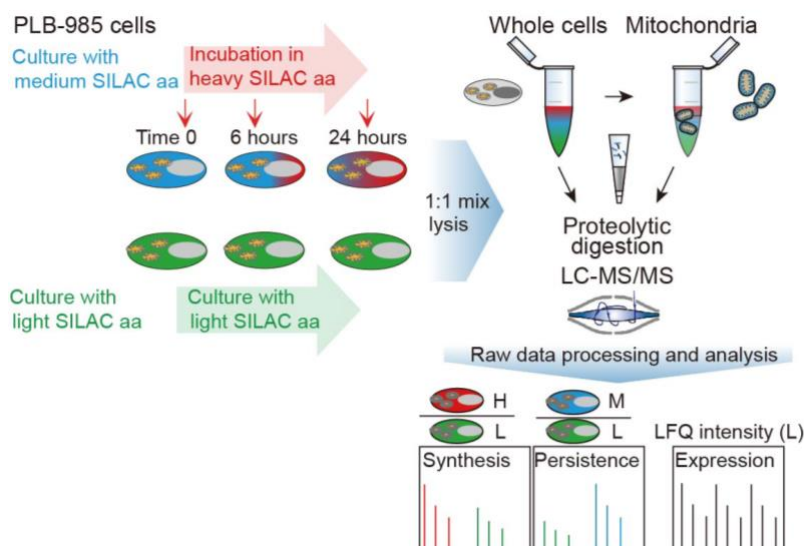 PLB-985 cells
Culture with
medium SILAC aa
Incubation in
heavy SILAC aa
Time 0
6 hours
24 hours
Culture with
light SILAC aa
Culture with
light SILAC aa
1:1 mix
lysis
Whole cells
Mitochondria
Proteolytic
digestion
LC-MS/MS
Raw data processing and analysis
H
L
Synthesis
M
L
Persistence
LFQ intensity (L)
Expression